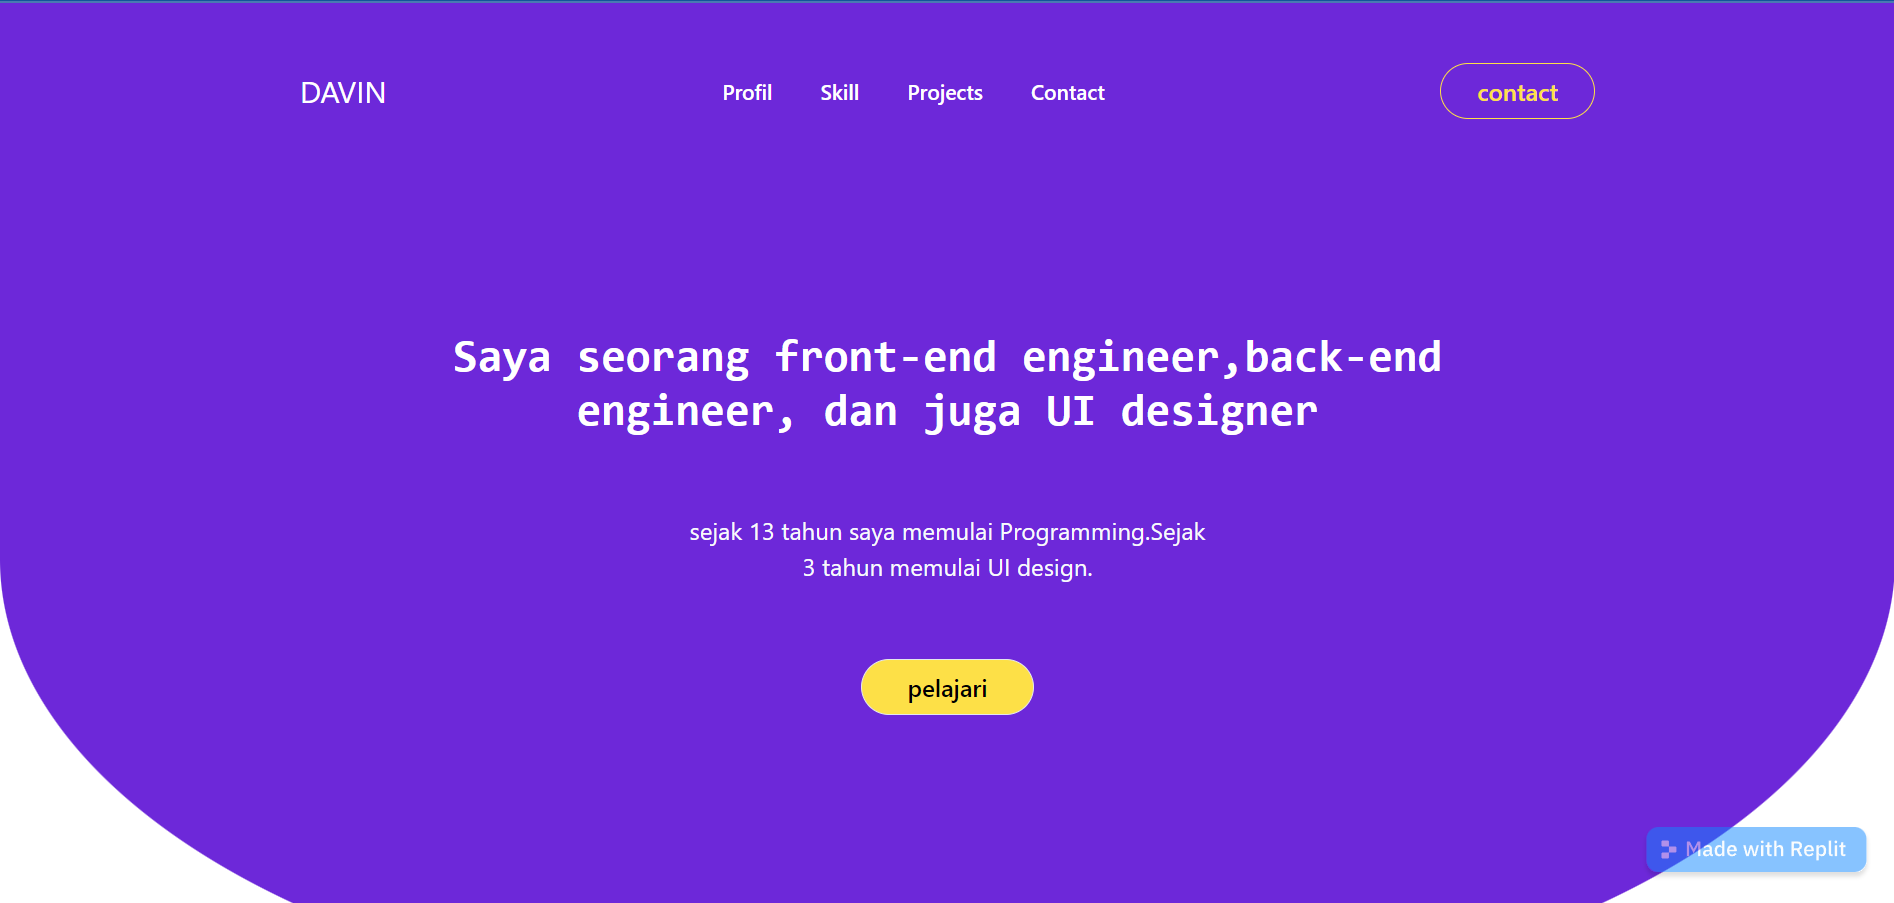 DAVIN
Profil
Skill
Projects
Contact
contact
Saya seorang front-end engineer,back-end
engineer, dan juga UI designer
sejak 13 tahun saya memulai Programming.Sejak
3 tahun memulai UI design.
pelajari
Made with Replit